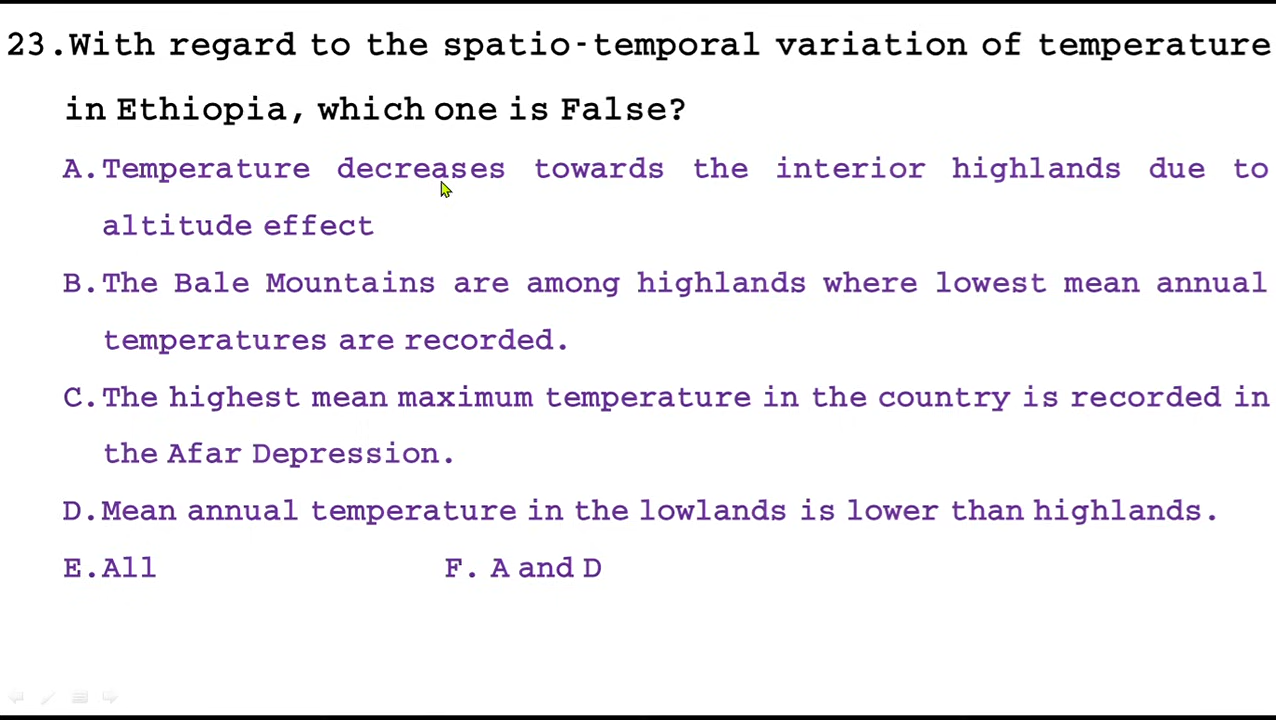 23.With regard to the spatio-temporal variation of temperature
in Ethiopia, which one is False?
A.Temperature decreases towards the interior highlands due to
altitude effect
B.The Bale Mountains are among highlands where lowest mean annual
temperatures are recorded.
C.The highest mean maximum temperature in the country is recorded in
the Afar Depression.
D.Mean annual temperature in the lowlands is lower than highlands.
E.All F. A and D